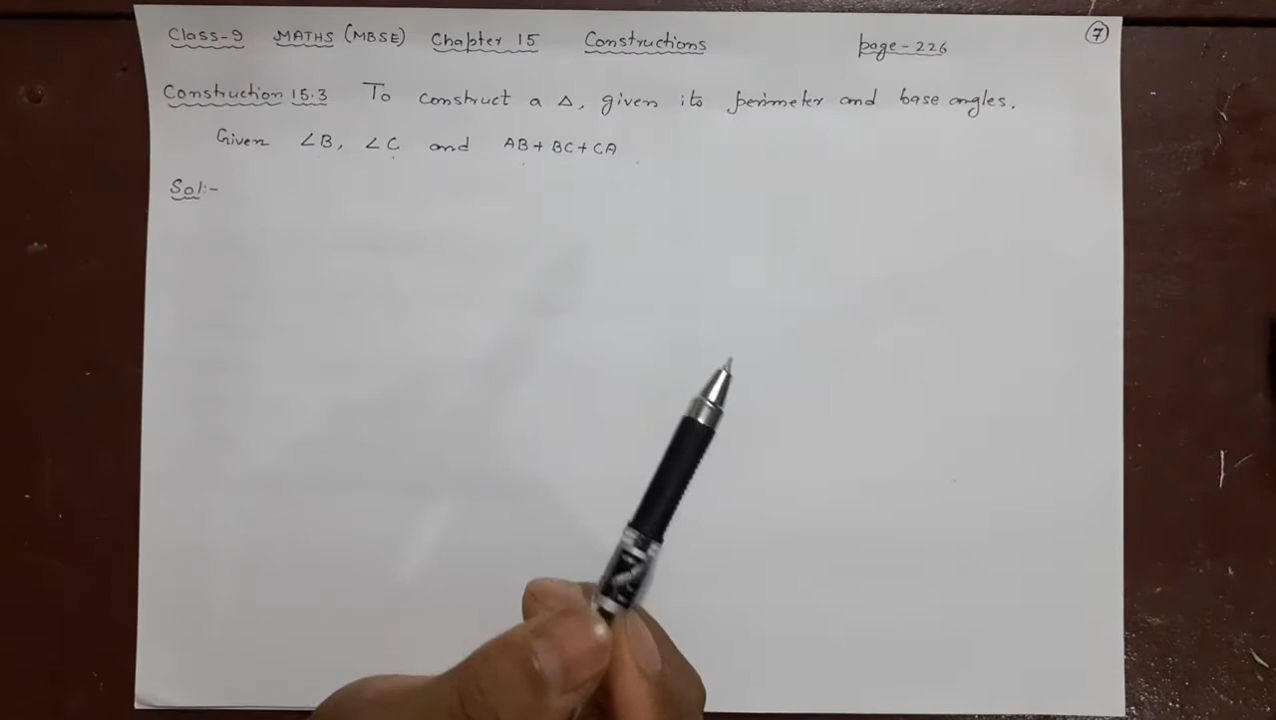 Class-9 MATHS (MBSE) Chapter 15 Constructions page-226 7
Construction 15.3 To construct a Δ, given its perimeter and base angles.
Given ∠B, ∠C and AB+BC+CA
Sol:-